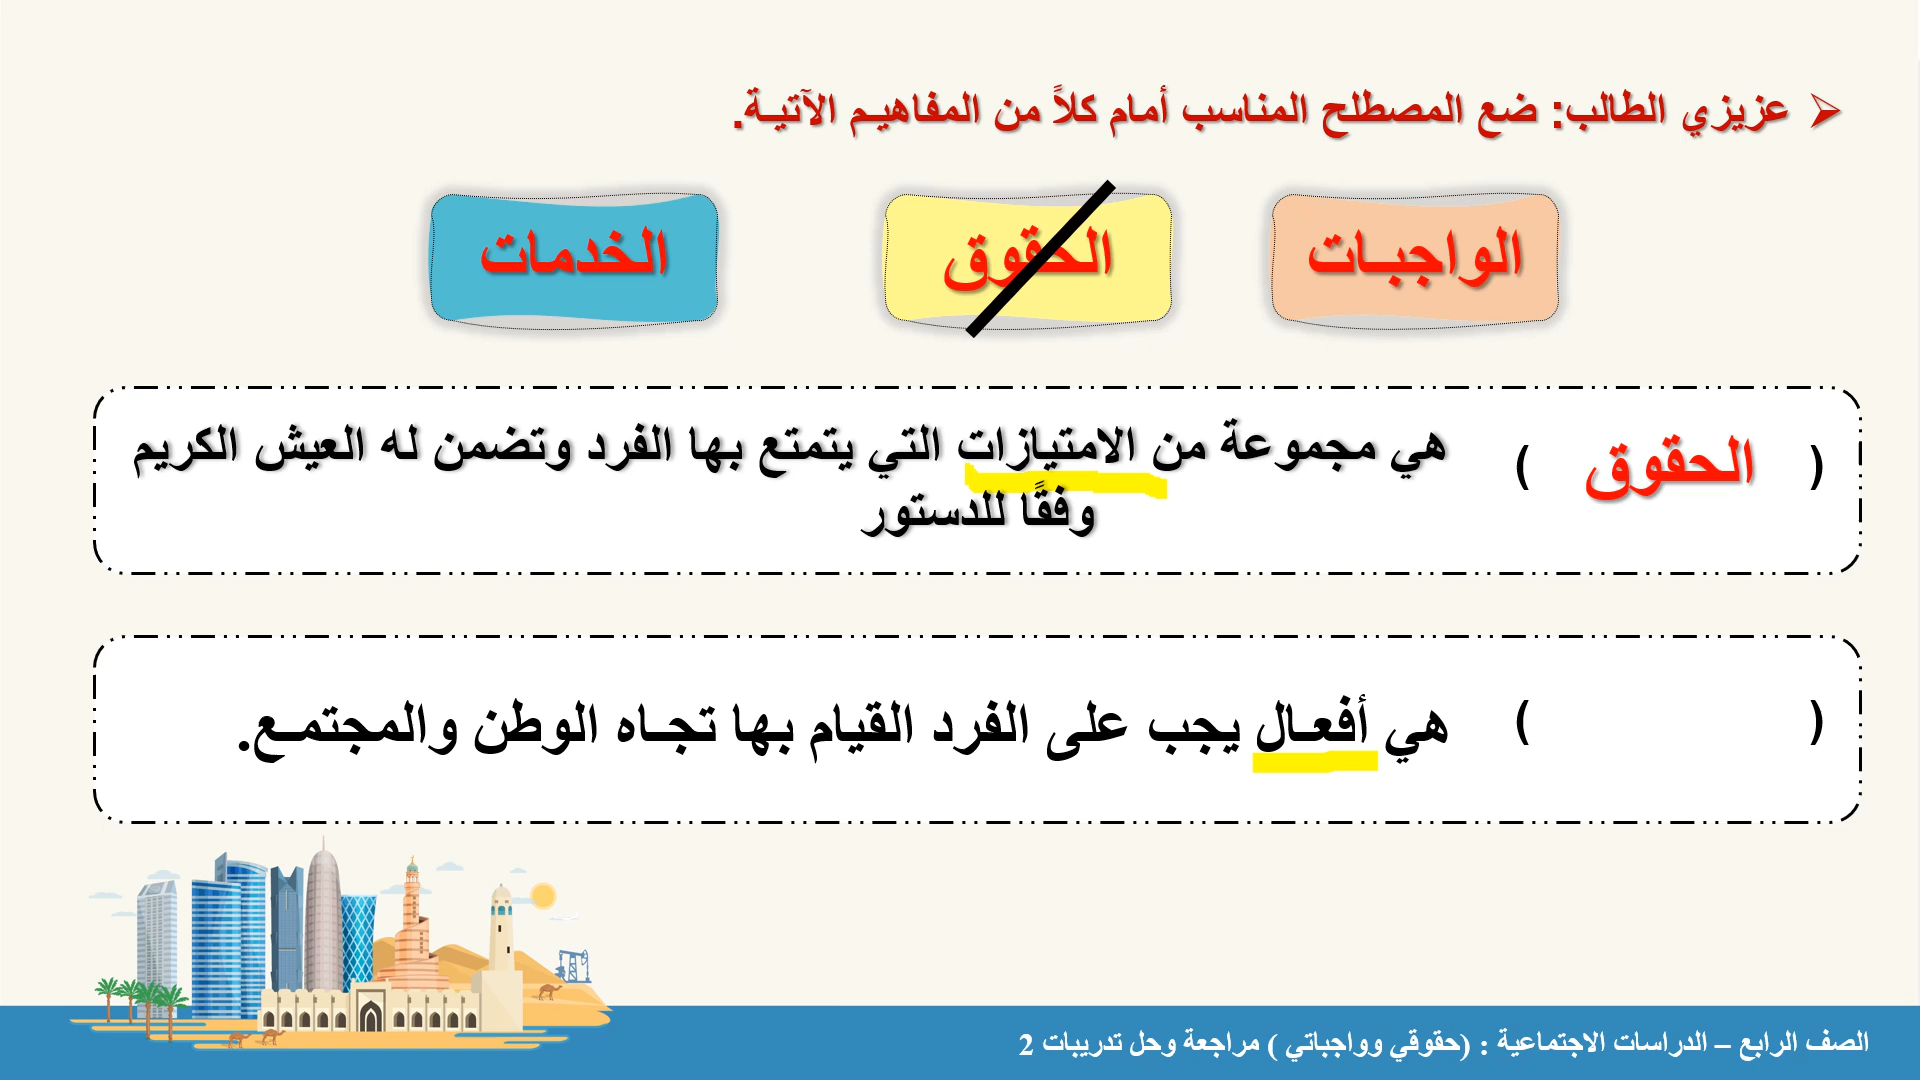 عزيزي الطالب: ضع المصطلح المناسب أمام كلاً من المفاهيـم الآتيـة.
الواجبـات
الحقوق
الخدمات
( الحقوق ) هي مجموعة من الامتيازات التي يتمتع بها الفرد وتضمن له العيش الكريم
وفقًا للدستور
( ) هي أفعـال يجب على الفرد القيام بها تجـاه الوطن والمجتمـع.
الصف الرابع – الدراسات الاجتماعية : (حقوقي وواجباتي ) مراجعة وحل تدريبات 2